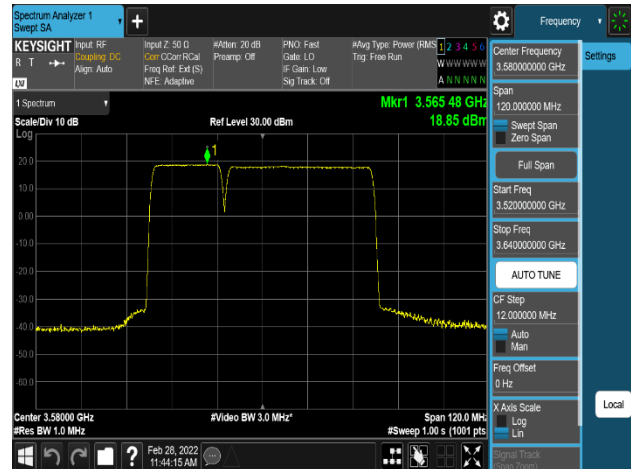 Spectrum Analyzer 1
Swept SA
+
Frequency
KEYSIGHT
R T
LXI
Input: RF
Coupling: DC
Align: Auto
Input Z: 50 Ω
Corr CCorr RCal
Freq Ref: Ext (S)
NFE: Adaptive
#Atten: 20 dB
Preamp: Off
PNO: Fast
Gate: LO
IF Gain: Low
Sig Track: Off
#Avg Type: Power (RMS
Trig: Free Run
1 2 3 4 5 6
W W W W W W
A N N N N N
1 Spectrum
Scale/Div 10 dB
Log
Ref Level 30.00 dBm
Mkr1 3.565 48 GHz
18.85 dBm
1
20.0
10.0
0.00
-10.0
-20.0
-30.0
-40.0
-50.0
-60.0
Center 3.58000 GHz
#Res BW 1.0 MHz
#Video BW 3.0 MHz*
Span 120.0 MHz
#Sweep 1.00 s (1001 pts
Feb 28, 2022
11:44:15 AM
?
Center Frequency
3.580000000 GHz
Settings
Span
120.000000 MHz
Swept Span
Zero Span
Full Span
Start Freq
3.520000000 GHz
Stop Freq
3.640000000 GHz
AUTO TUNE
CF Step
12.000000 MHz
Auto
Man
Freq Offset
0 Hz
X Axis Scale
Log
Lin
Local
Signal Track
(Span Zoom)